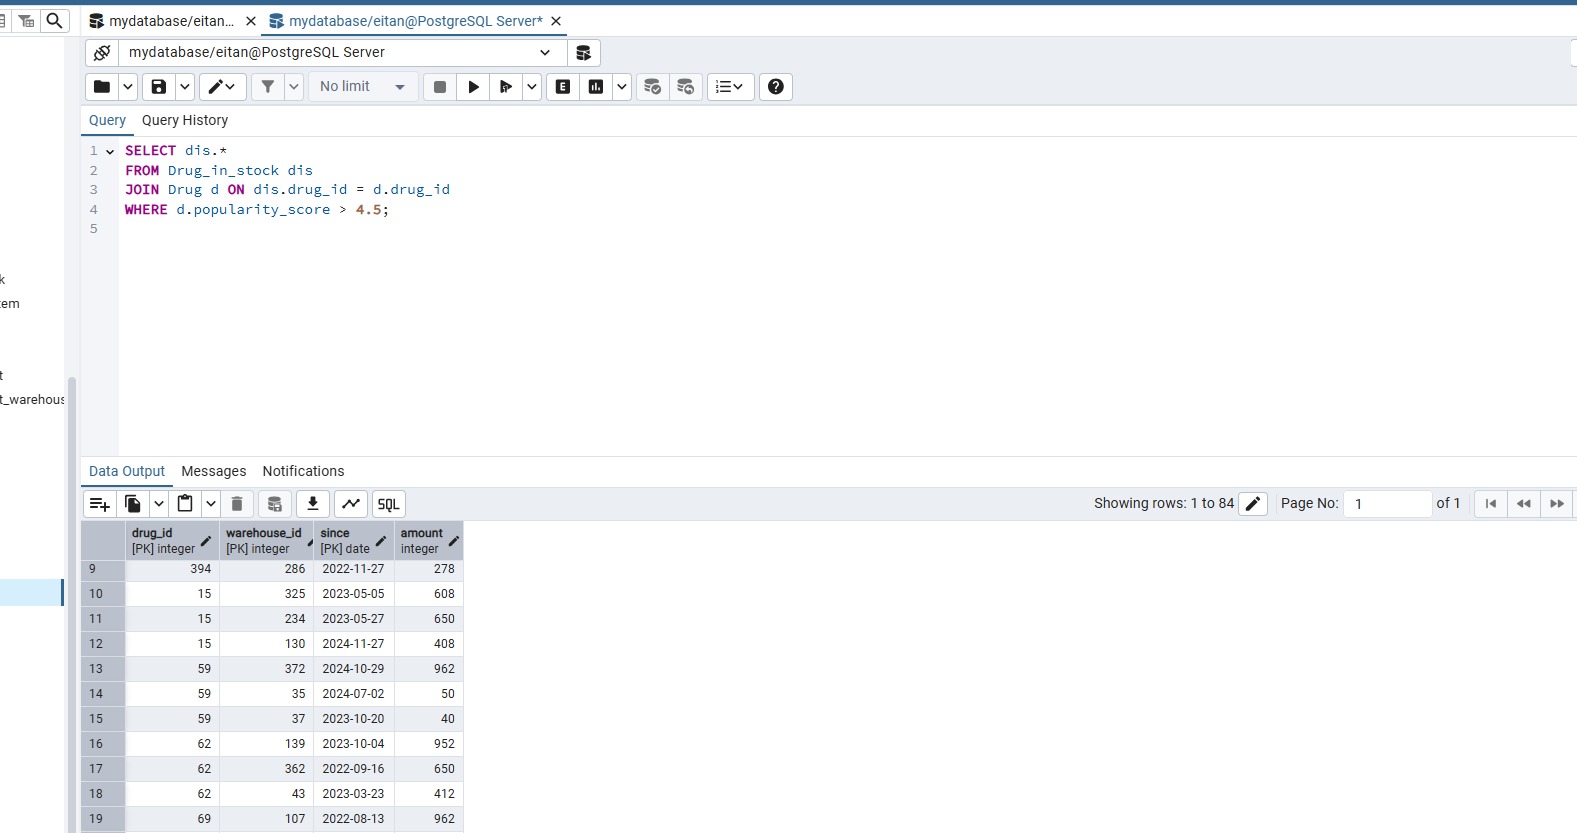 mydatabase/eitan...
mydatabase/eitan@PostgreSQL Server*
mydatabase/eitan@PostgreSQL Server
No limit
E
Query Query History
1 SELECT dis.*
2 FROM Drug_in_stock dis
3 JOIN Drug d ON dis.drug_id = d.drug_id
4 WHERE d.popularity_score > 4.5;
5
k
tem
t
t_warehous
Data Output Messages Notifications
SQL
Showing rows: 1 to 84 Page No: 1 of 1
drug_id warehouse_id since amount
[PK] integer [PK] integer [PK] date integer
9 394 286 2022-11-27 278
10 15 325 2023-05-05 608
11 15 234 2023-05-27 650
12 15 130 2024-11-27 408
13 59 372 2024-10-29 962
14 59 35 2024-07-02 50
15 59 37 2023-10-20 40
16 62 139 2023-10-04 952
17 62 362 2022-09-16 650
18 62 43 2023-03-23 412
19 69 107 2022-08-13 962